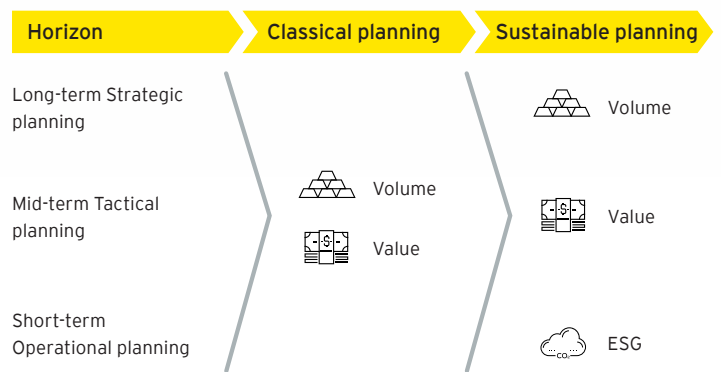 Horizon
Classical planning
Sustainable planning
Long-term Strategic
planning
Mid-term Tactical
planning
Short-term
Operational planning
Volume
$
Value
Volume
$
Value
CO₂
ESG